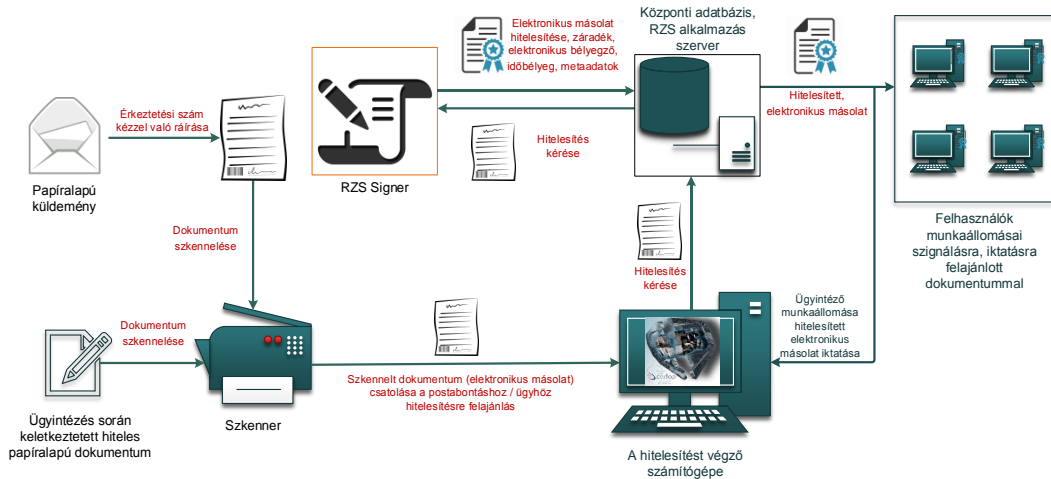 Elektronikus másolat
hitelesítése, záradék,
elektronikus bélyegző,
időbélyeg, metaadatok
Központi adatbázis,
RZS alkalmazás
szerver
Érkeztetési szám
kézzel való ráírása
Hitelesített,
elektronikus másolat
Hitelesítés
kérése
Papíralapú
küldemény
RZS Signer
Dokumentum
szkennelése
Felhasználók
munkaállomásai
szignálásra, iktatásra
felajánlott
dokumentummal
Hitelesítés
kérése
Ügyintéző
munkaállomása
hitelesített
elektronikus
másolat iktatása
Dokumentum
szkennelése
Szkennelt dokumentum (elektronikus másolat)
csatolása a postabontáshoz / ügyhöz
hitelesítésre felajánlás
Ügyintézés során
keletkeztetett hiteles
papíralapú dokumentum
Szkenner
A hitelesítést végző
számítógépe